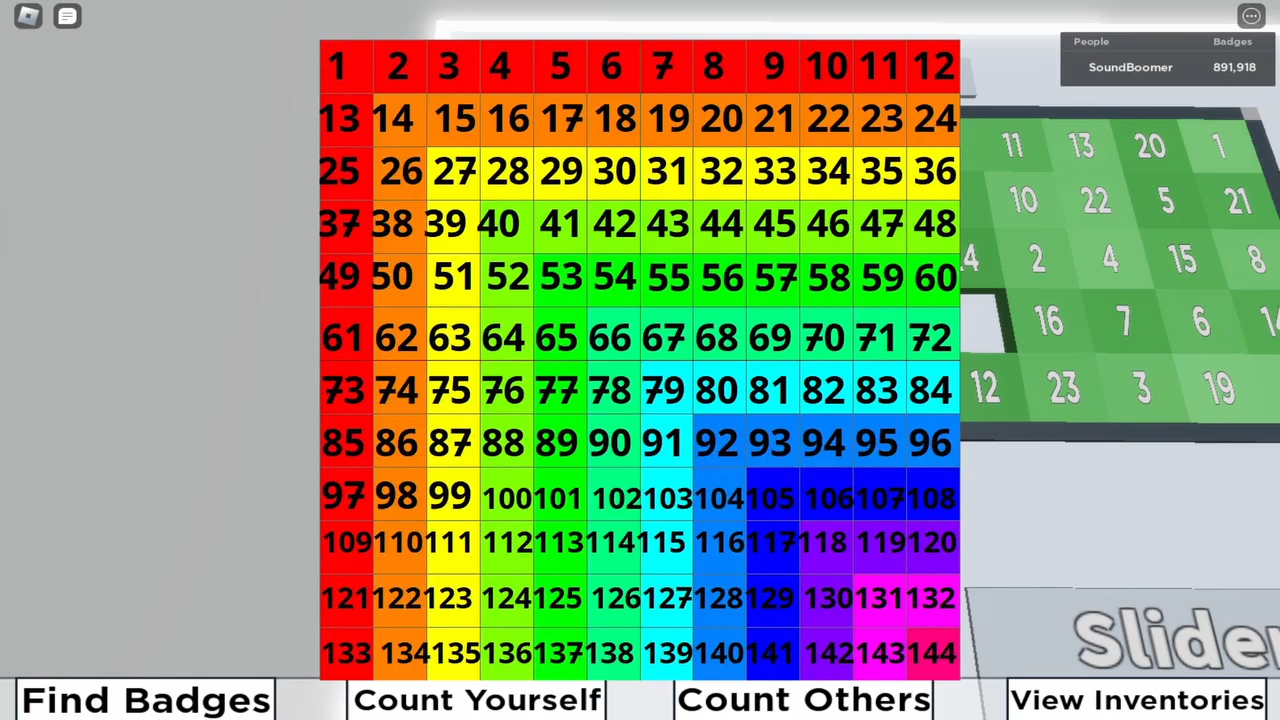 People Badges
SoundBoomer 891,918
1 2 3 4 5 6 7 8 9 10 11 12
13 14 15 16 17 18 19 20 21 22 23 24
25 26 27 28 29 30 31 32 33 34 35 36
37 38 39 40 41 42 43 44 45 46 47 48
49 50 51 52 53 54 55 56 57 58 59 60
61 62 63 64 65 66 67 68 69 70 71 72
73 74 75 76 77 78 79 80 81 82 83 84
85 86 87 88 89 90 91 92 93 94 95 96
97 98 99 100 101 102 103 104 105 106 107 108
109 110 111 112 113 114 115 116 117 118 119 120
121 122 123 124 125 126 127 128 129 130 131 132
133 134 135 136 137 138 139 140 141 142 143 144
11 13 20 1
10 22 5 21
4 2 4 15 8
16 7 6
12 23 3 19
Slider
Find Badges
Count Yourself
Count Others
View Inventories